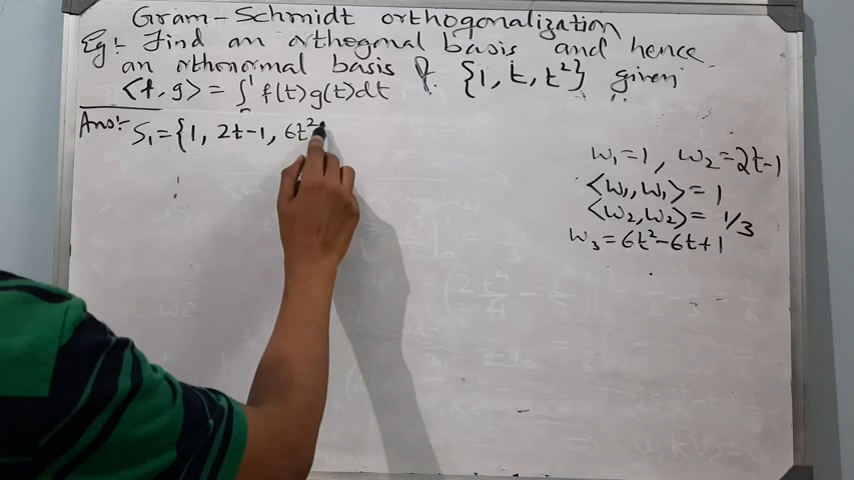 Gram-Schmidt orthogonalization
Eg:- Find an orthogonal basis and hence
an orthonormal basis of {1, t, t²} given
<f, g> = ∫₀¹ f(t)g(t)dt
Ans:- S₁ = {1, 2t-1, 6t²
w₁=1, w₂=2t-1
<w₁,w₁> = 1
<w₂,w₂> = 1/3
w₃ = 6t²-6t+1